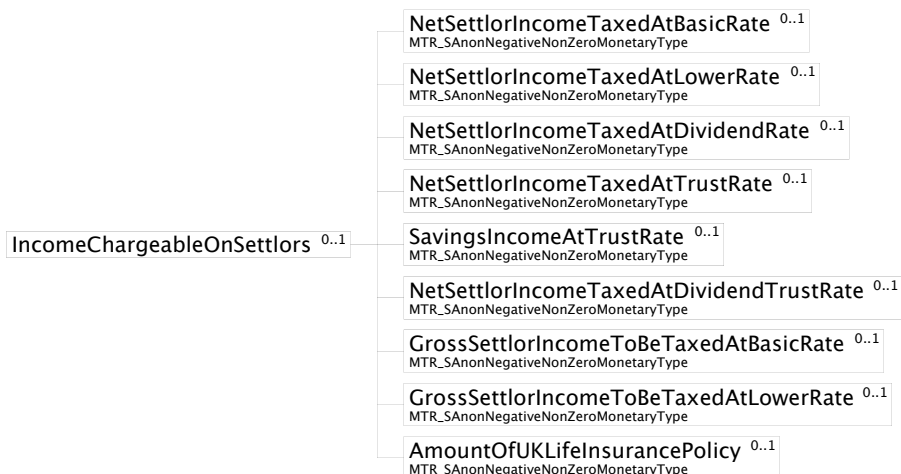 NetSettlorIncomeTaxedAtBasicRate 0..1
MTR_SAnonNegativeNonZeroMonetaryType
NetSettlorIncomeTaxedAtLowerRate 0..1
MTR_SAnonNegativeNonZeroMonetaryType
NetSettlorIncomeTaxedAtDividendRate 0..1
MTR_SAnonNegativeNonZeroMonetaryType
NetSettlorIncomeTaxedAtTrustRate 0..1
MTR_SAnonNegativeNonZeroMonetaryType
IncomeChargeableOnSettlors 0..1
SavingsIncomeAtTrustRate 0..1
MTR_SAnonNegativeNonZeroMonetaryType
NetSettlorIncomeTaxedAtDividendTrustRate 0..1
MTR_SAnonNegativeNonZeroMonetaryType
GrossSettlorIncomeToBeTaxedAtBasicRate 0..1
MTR_SAnonNegativeNonZeroMonetaryType
GrossSettlorIncomeToBeTaxedAtLowerRate 0..1
MTR_SAnonNegativeNonZeroMonetaryType
AmountOfUKLifeInsurancePolicy 0..1
MTR_SAnonNegativeNonZeroMonetaryType